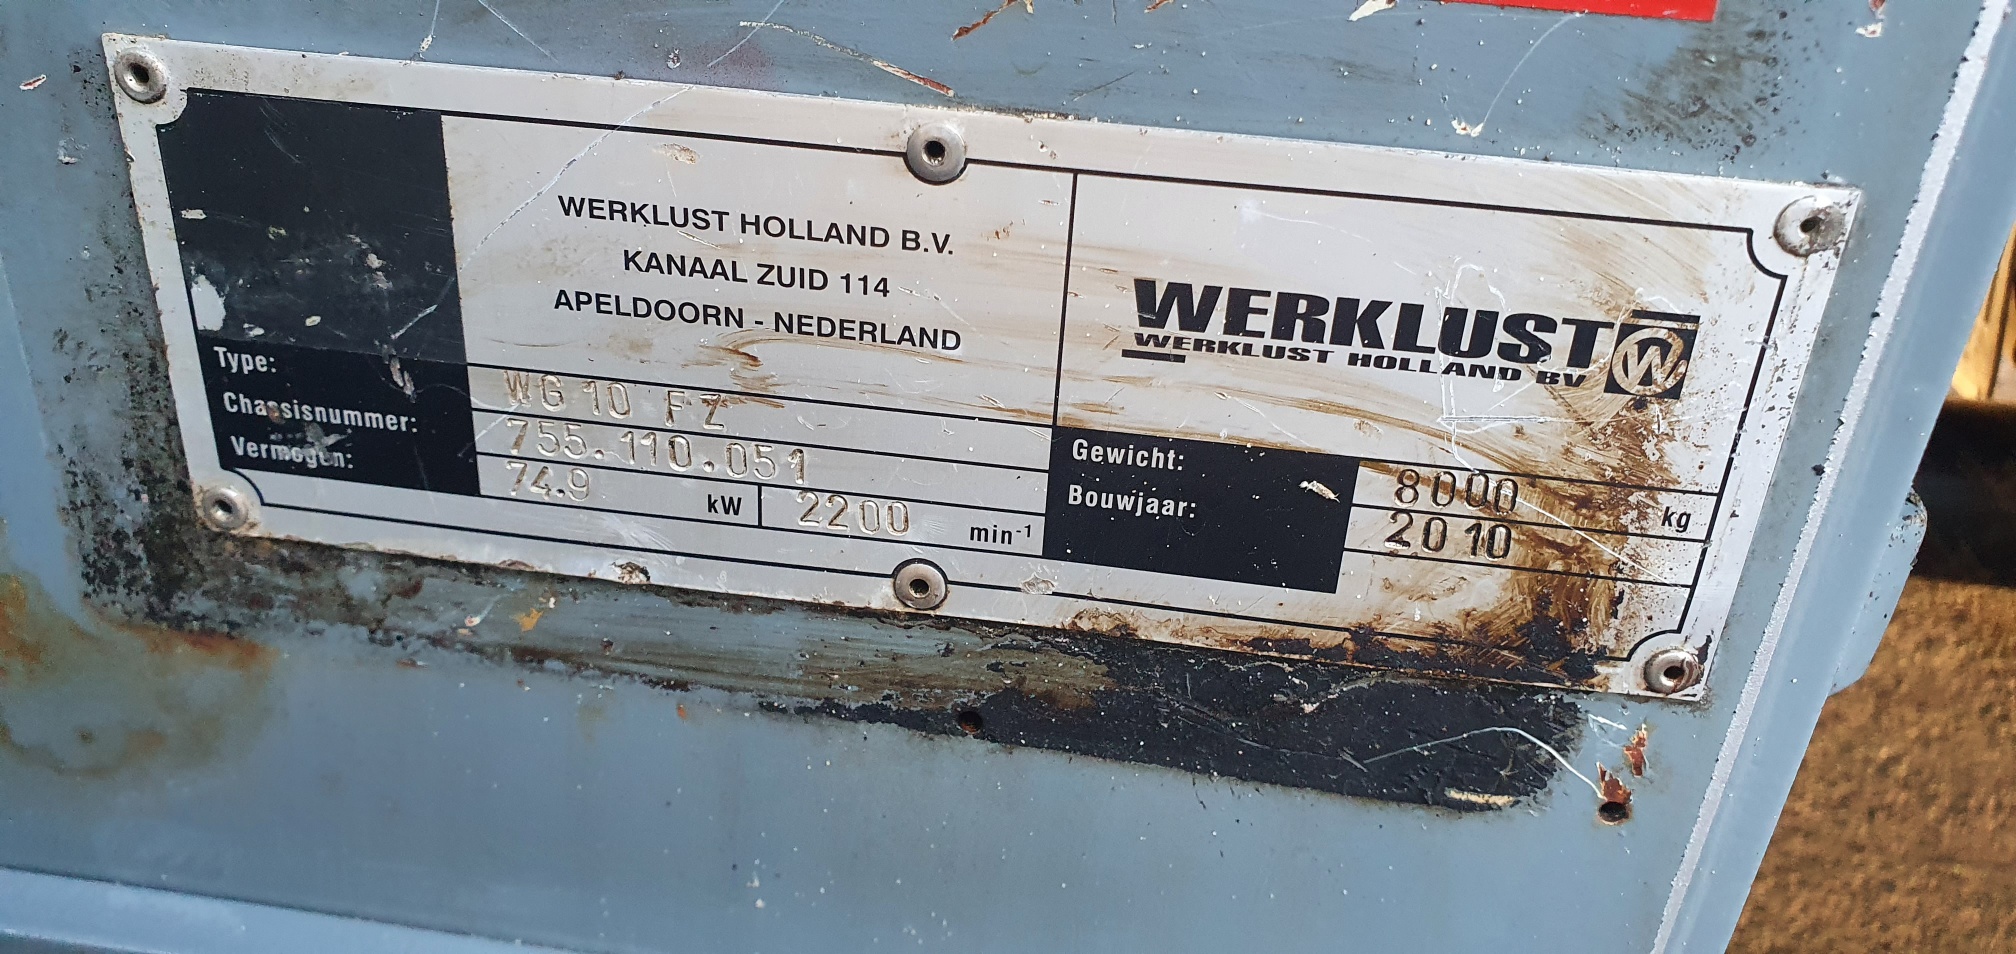 WERKLUST HOLLAND B.V.
KANAAL ZUID 114
APELDOORN - NEDERLAND
WERKLUST W
WERKLUST HOLLAND BV
Type: WG 10 FZ
Chassisnummer: 755.110.051
Vermogen: 74.9 kW 2200 min-1
Gewicht: 8000 kg
Bouwjaar: 2010